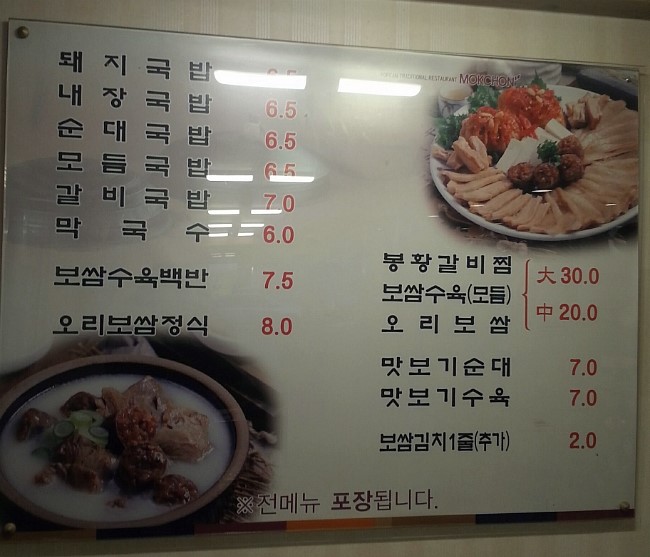 돼지국밥 6.5
내장국밥 6.5
순대국밥 6.5
모듬국밥 6.5
갈비국밥 7.0
막국수 6.0
보쌈수육백반 7.5
오리보쌈정식 8.0
TRADITIONAL RESTAURANT MOKCHON
봉황갈비찜
보쌈수육(모듬)
오리보쌈
大 30.0
中 20.0
맛보기순대 7.0
맛보기수육 7.0
보쌈김치1줄(추가) 2.0
※전메뉴 포장됩니다.